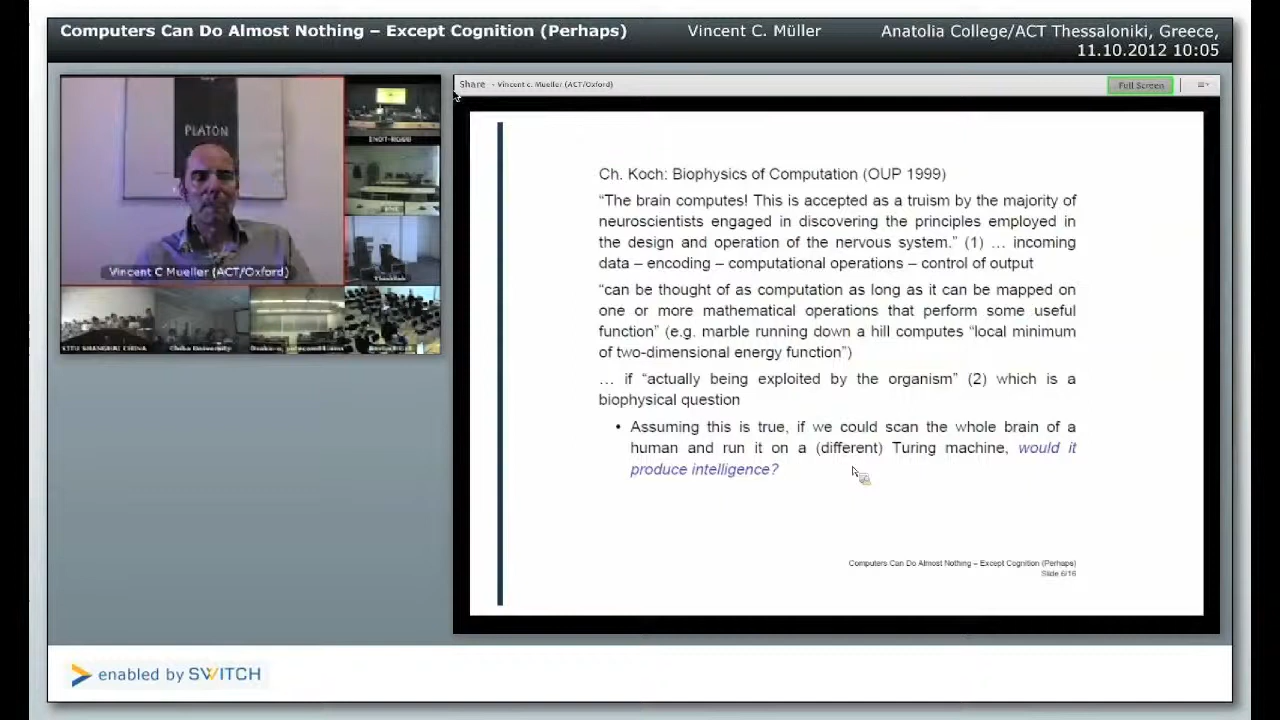 Computers Can Do Almost Nothing – Except Cognition (Perhaps)
Vincent C. Müller
Anatolia College/ACT Thessaloniki, Greece,
11.10.2012 10:05
PLATON
Vincent C Mueller (ACT/Oxford)
SJTU SHANGHAI CHINA
Chiba University
Share - Vincent c. Mueller (ACT/Oxford)
Full Screen
Ch. Koch: Biophysics of Computation (OUP 1999)
“The brain computes! This is accepted as a truism by the majority of
neuroscientists engaged in discovering the principles employed in
the design and operation of the nervous system.” (1) … incoming
data – encoding – computational operations – control of output
“can be thought of as computation as long as it can be mapped on
one or more mathematical operations that perform some useful
function” (e.g. marble running down a hill computes “local minimum
of two-dimensional energy function”)
… if “actually being exploited by the organism” (2) which is a
biophysical question
• Assuming this is true, if we could scan the whole brain of a
human and run it on a (different) Turing machine, would it
produce intelligence?
Computers Can Do Almost Nothing – Except Cognition (Perhaps)
Slide 6/16
enabled by SWITCH